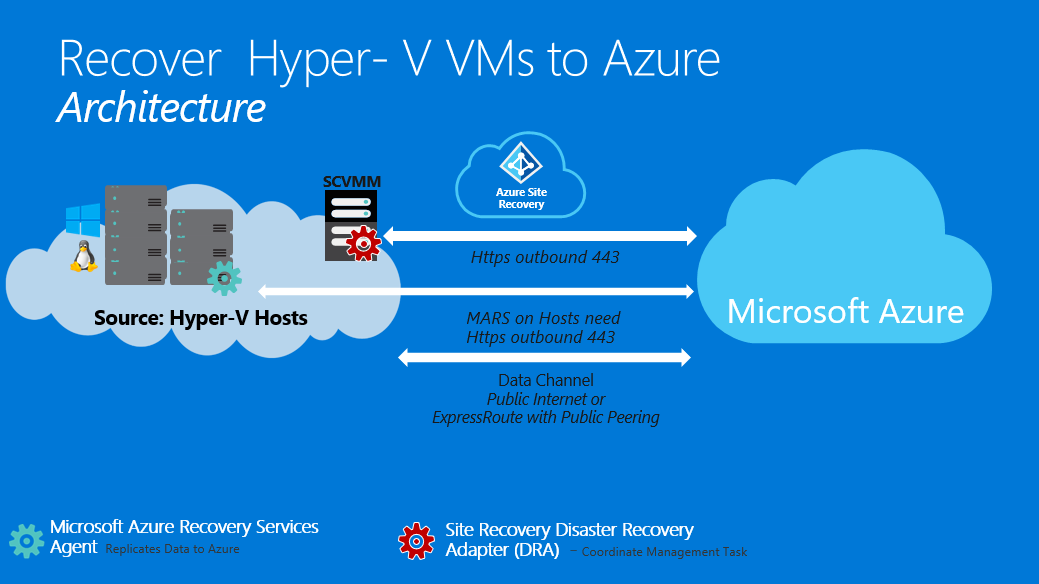 Recover  Hyper- V VMs to Azure
Architecture
SCVMM
Azure Site
Recovery
Https outbound 443
Source: Hyper-V Hosts
MARS on Hosts need
Https outbound 443
Microsoft Azure
Data Channel
Public Internet or
ExpressRoute with Public Peering
Microsoft Azure Recovery Services
Agent Replicates Data to Azure
Site Recovery Disaster Recovery
Adapter (DRA) – Coordinate Management Task